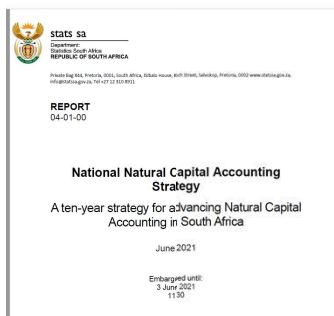 stats sa
Department:
Statistics South Africa
REPUBLIC OF SOUTH AFRICA
Private Bag X44, Pretoria, 0001, South Africa, ISIbalo House, Koch Street, Salvokop, Pretoria, 0002 www.statssa.gov.za,
info@statssa.gov.za, Tel +27 12 310 8911
REPORT
04-01-00
National Natural Capital Accounting
Strategy
A ten-year strategy for advancing Natural Capital
Accounting in South Africa
June 2021
Embargoed until:
3 June 2021
1130